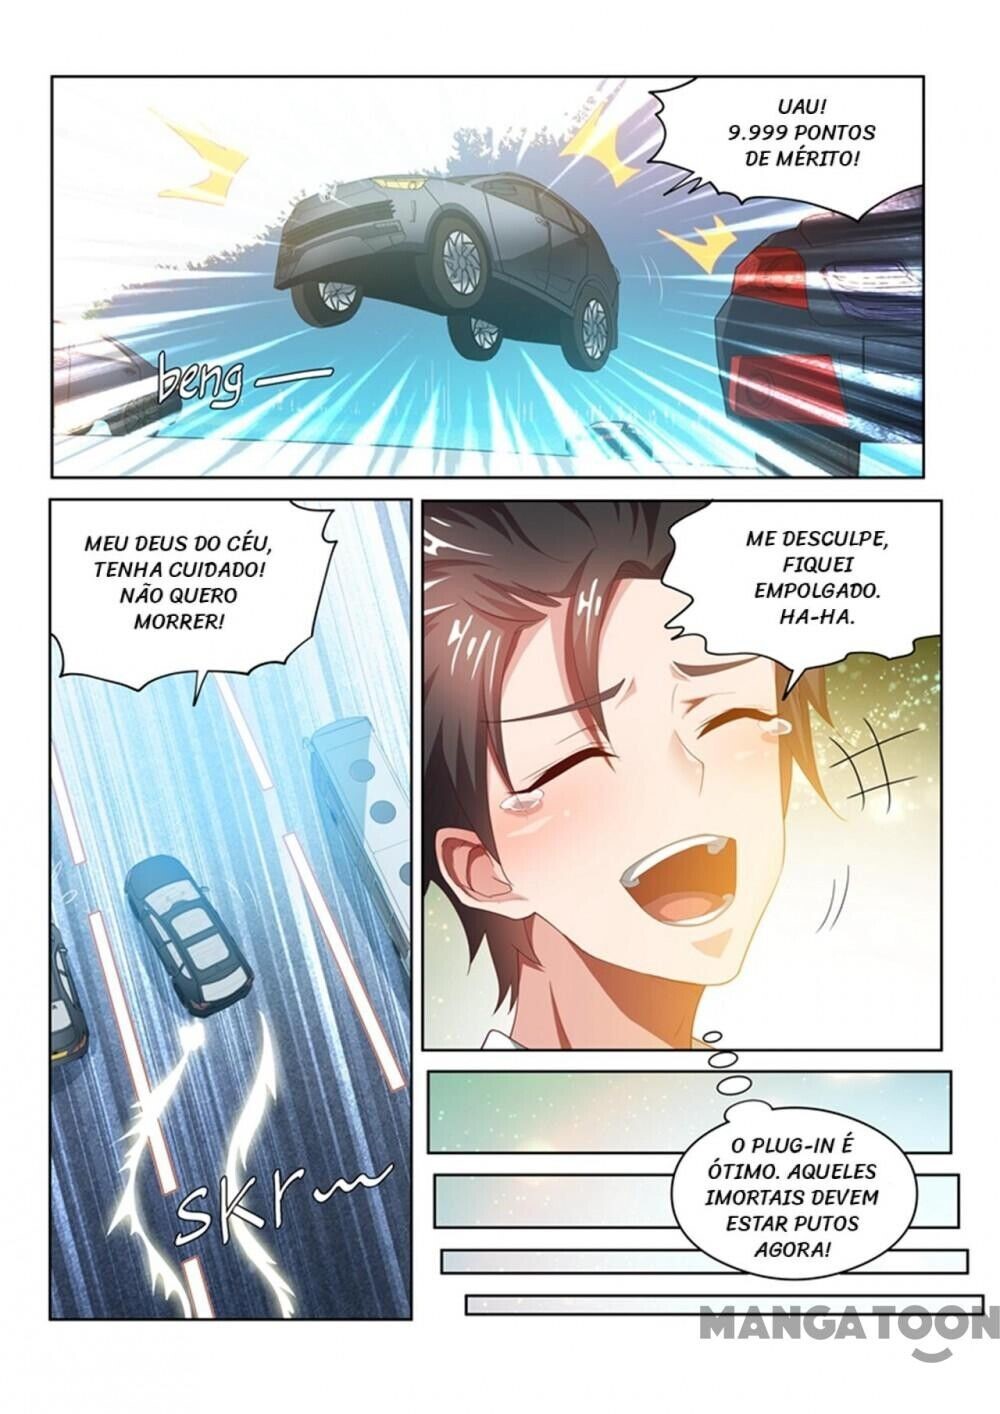 UAU!
9.999 PONTOS
DE MÉRITO!
beng
MEU DEUS DO CÉU,
TENHA CUIDADO!
NÃO QUERO
MORRER!
ME DESCULPE,
FIQUEI
EMPOLGADO.
HA-HA.
skr
O PLUG-IN É
ÓTIMO. AQUELES
IMORTAIS DEVEM
ESTAR PUTOS
AGORA!
MANGATOON